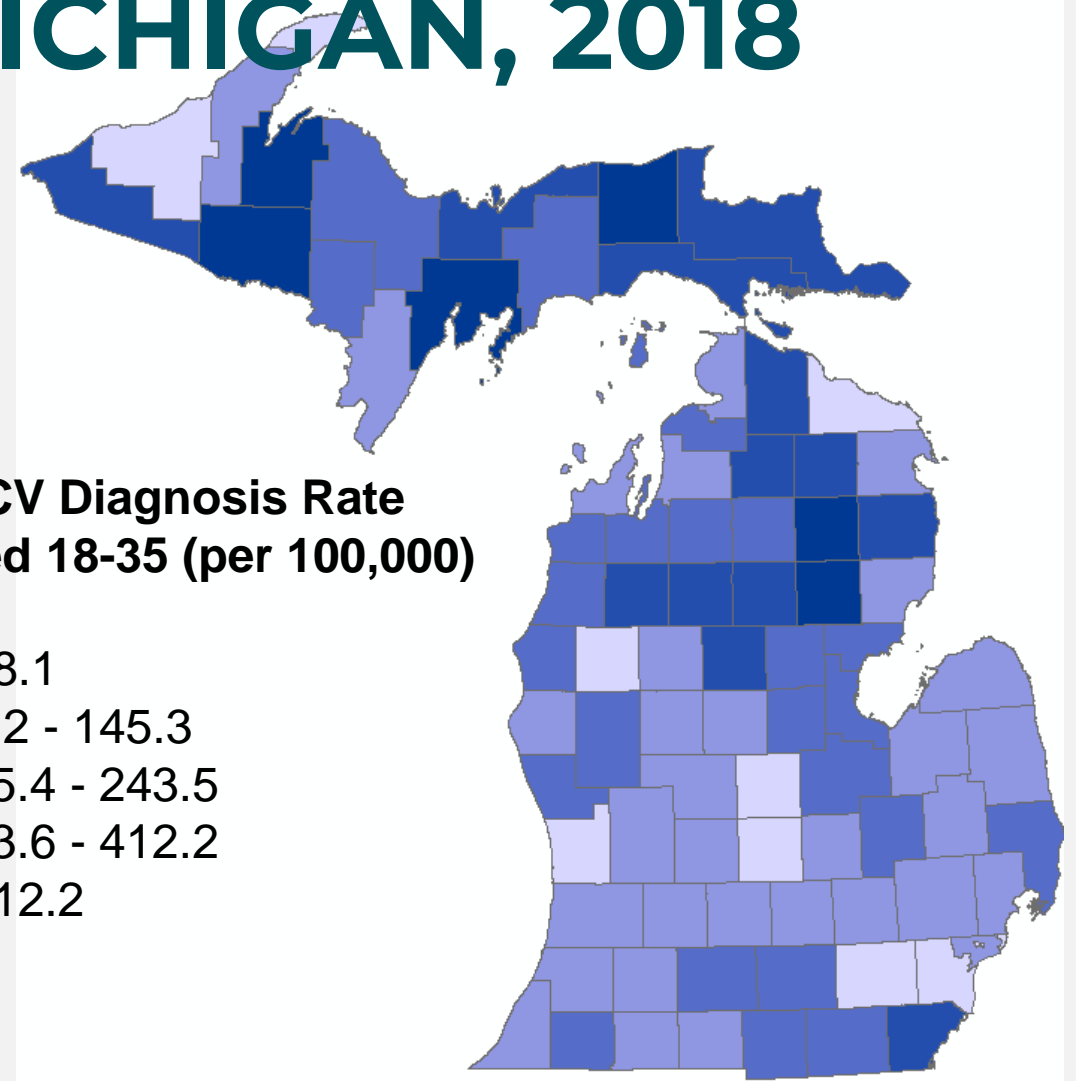 ICHIGAN, 2018
CV Diagnosis Rate
ed 18-35 (per 100,000)
8.1
2 - 145.3
5.4 - 243.5
3.6 - 412.2
12.2